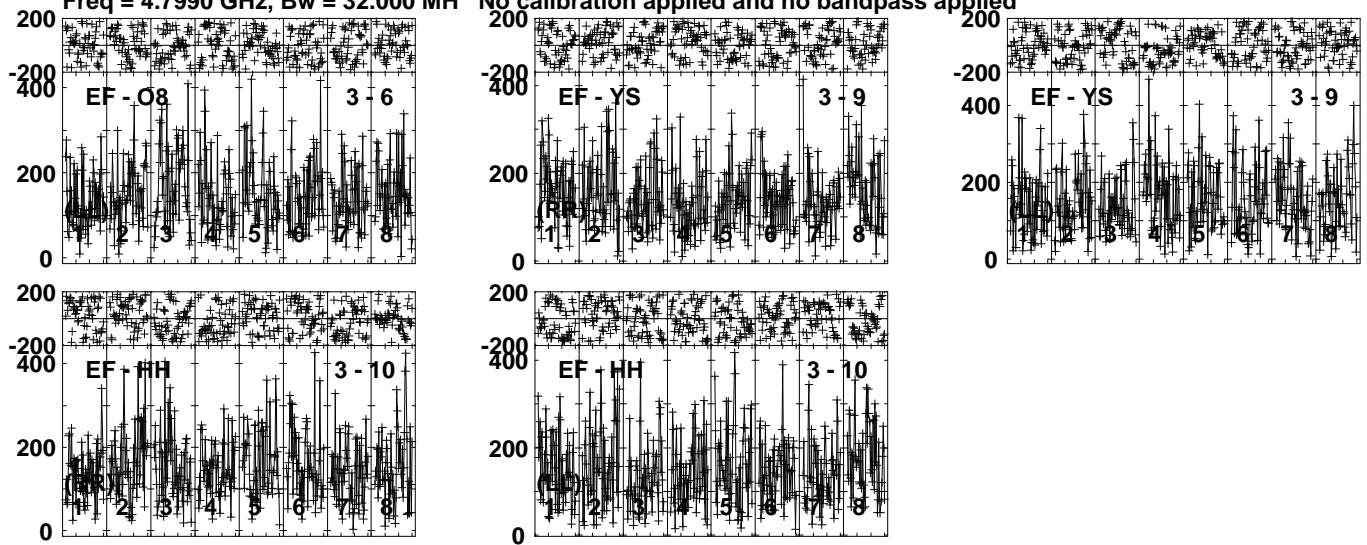 Freq = 4.7990 GHz, Bw = 32.000 MH No calibration applied and no bandpass applied
200
-200
400
EF - O8 3 - 6
200
(LL)
1 2 3 4 5 6 7 8
0
200
-200
400
EF - YS 3 - 9
200
(RR)
1 2 3 4 5 6 7 8
0
200
-200
400
EF - YS 3 - 9
200
(LL)
1 2 3 4 5 6 7 8
0
200
-200
400
EF - HH 3 - 10
200
(RR)
1 2 3 4 5 6 7 8
0
200
-200
400
EF - HH 3 - 10
200
(LL)
1 2 3 4 5 6 7 8
0